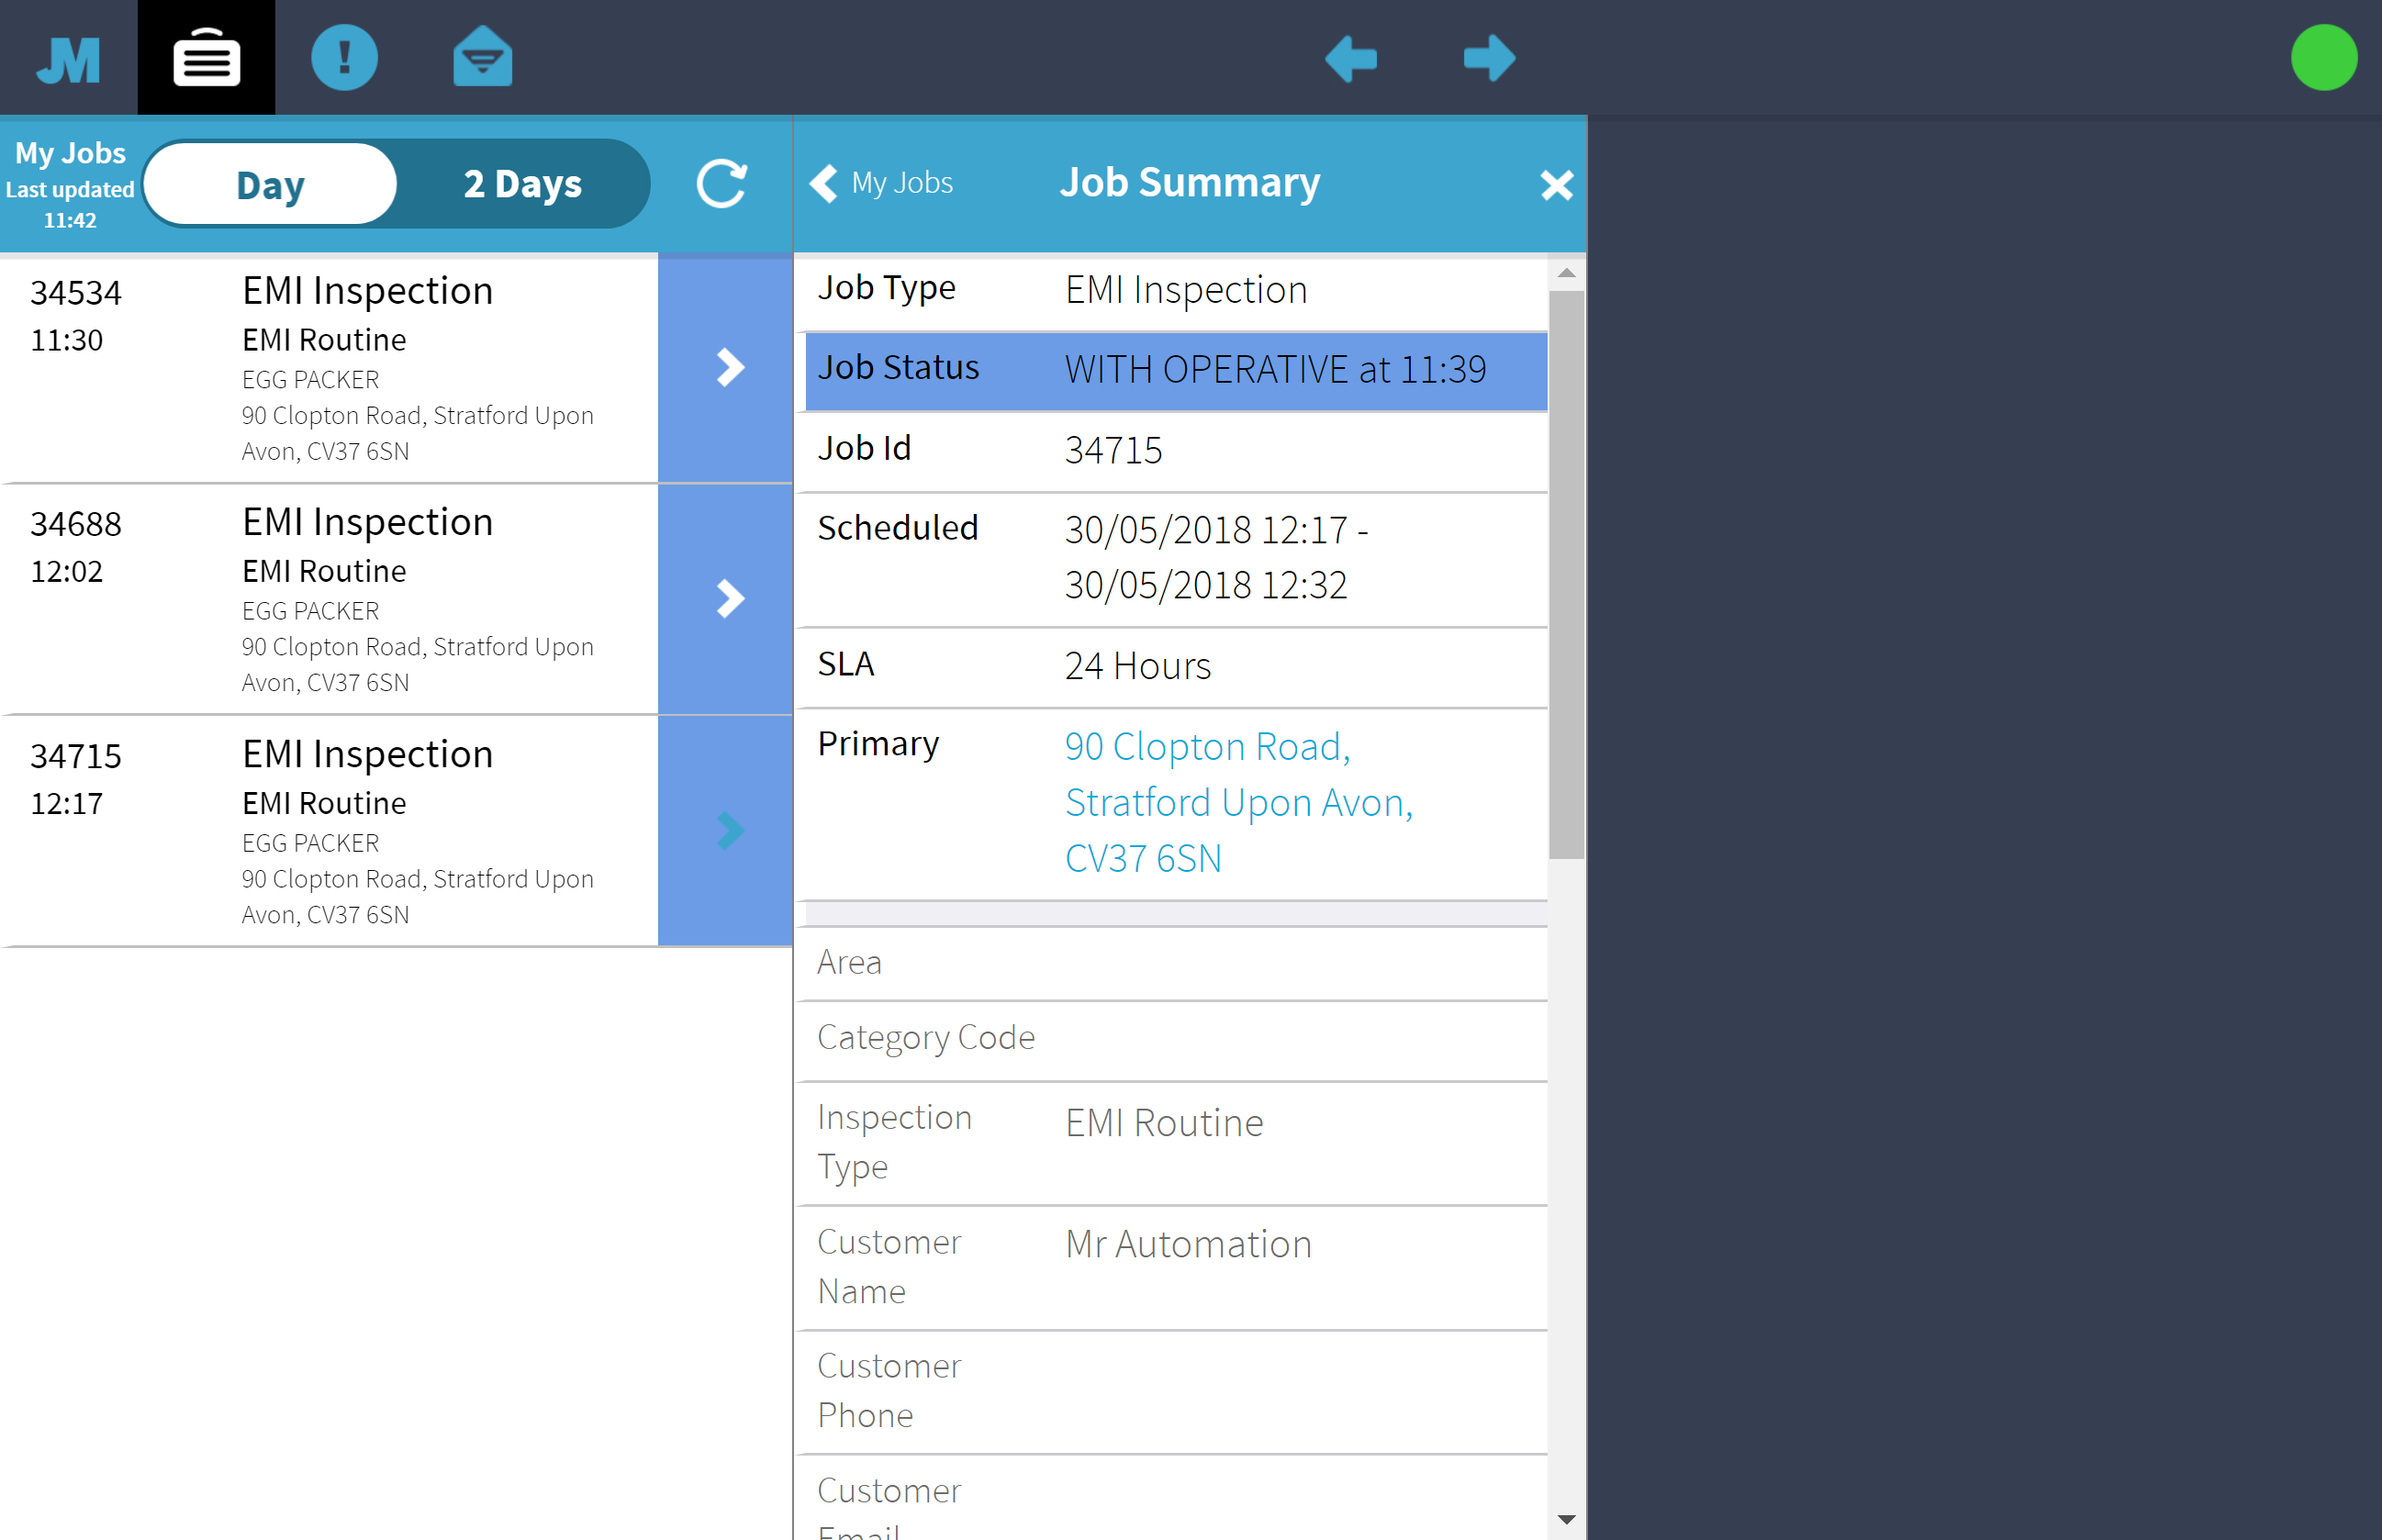 JM
My Jobs
Last updated
11:42
Day
2 Days
34534
11:30
EMI Inspection
EMI Routine
EGG PACKER
90 Clopton Road, Stratford Upon
Avon, CV37 6SN
34688
12:02
EMI Inspection
EMI Routine
EGG PACKER
90 Clopton Road, Stratford Upon
Avon, CV37 6SN
34715
12:17
EMI Inspection
EMI Routine
EGG PACKER
90 Clopton Road, Stratford Upon
Avon, CV37 6SN
My Jobs
Job Summary
Job Type EMI Inspection
Job Status WITH OPERATIVE at 11:39
Job Id 34715
Scheduled 30/05/2018 12:17 -
30/05/2018 12:32
SLA 24 Hours
Primary 90 Clopton Road,
Stratford Upon Avon,
CV37 6SN
Area
Category Code
Inspection EMI Routine
Type
Customer Mr Automation
Name
Customer
Phone
Customer
Email